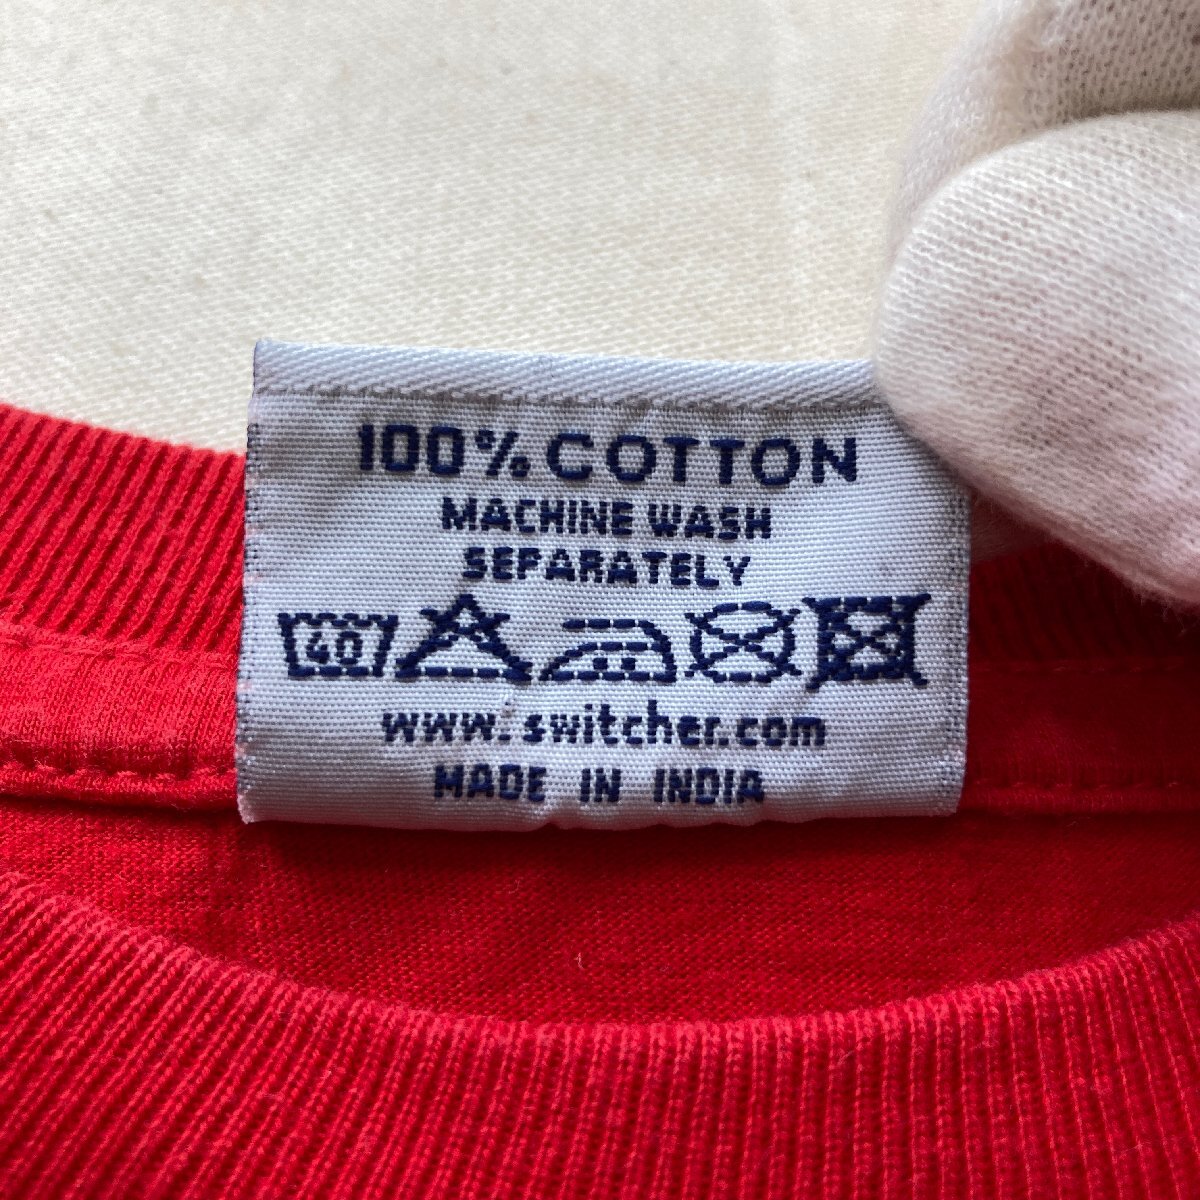 100% COTTON
MACHINE WASH
SEPARATELY
40
www.switcher.com
MADE IN INDIA